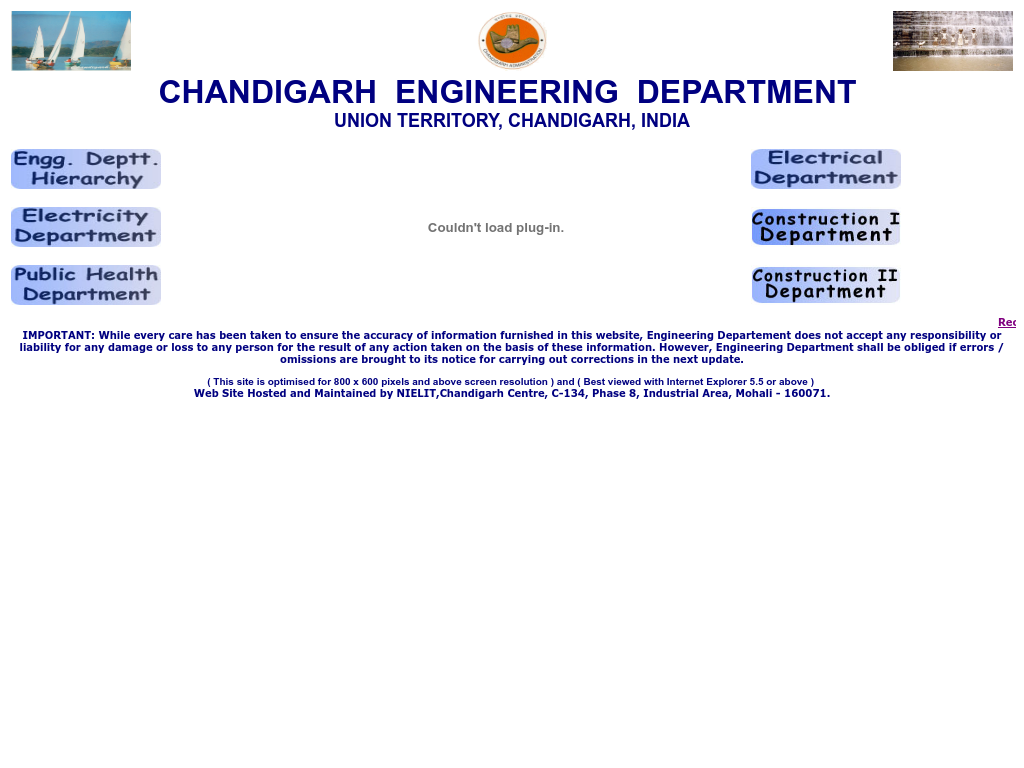 CHANDIGARH ENGINEERING DEPARTMENT
UNION TERRITORY, CHANDIGARH, INDIA
Engg. Deptt.
Hierarchy
Electrical
Department
Electricity
Department
Couldn't load plug-in.
Construction I
Department
Public Health
Department
Construction II
Department
IMPORTANT: While every care has been taken to ensure the accuracy of information furnished in this website, Engineering Departement does not accept any responsibility or
liability for any damage or loss to any person for the result of any action taken on the basis of these information. However, Engineering Department shall be obliged if errors /
omissions are brought to its notice for carrying out corrections in the next update.
( This site is optimised for 800 x 600 pixels and above screen resolution ) and ( Best viewed with Internet Explorer 5.5 or above )
Web Site Hosted and Maintained by NIELIT,Chandigarh Centre, C-134, Phase 8, Industrial Area, Mohali - 160071.